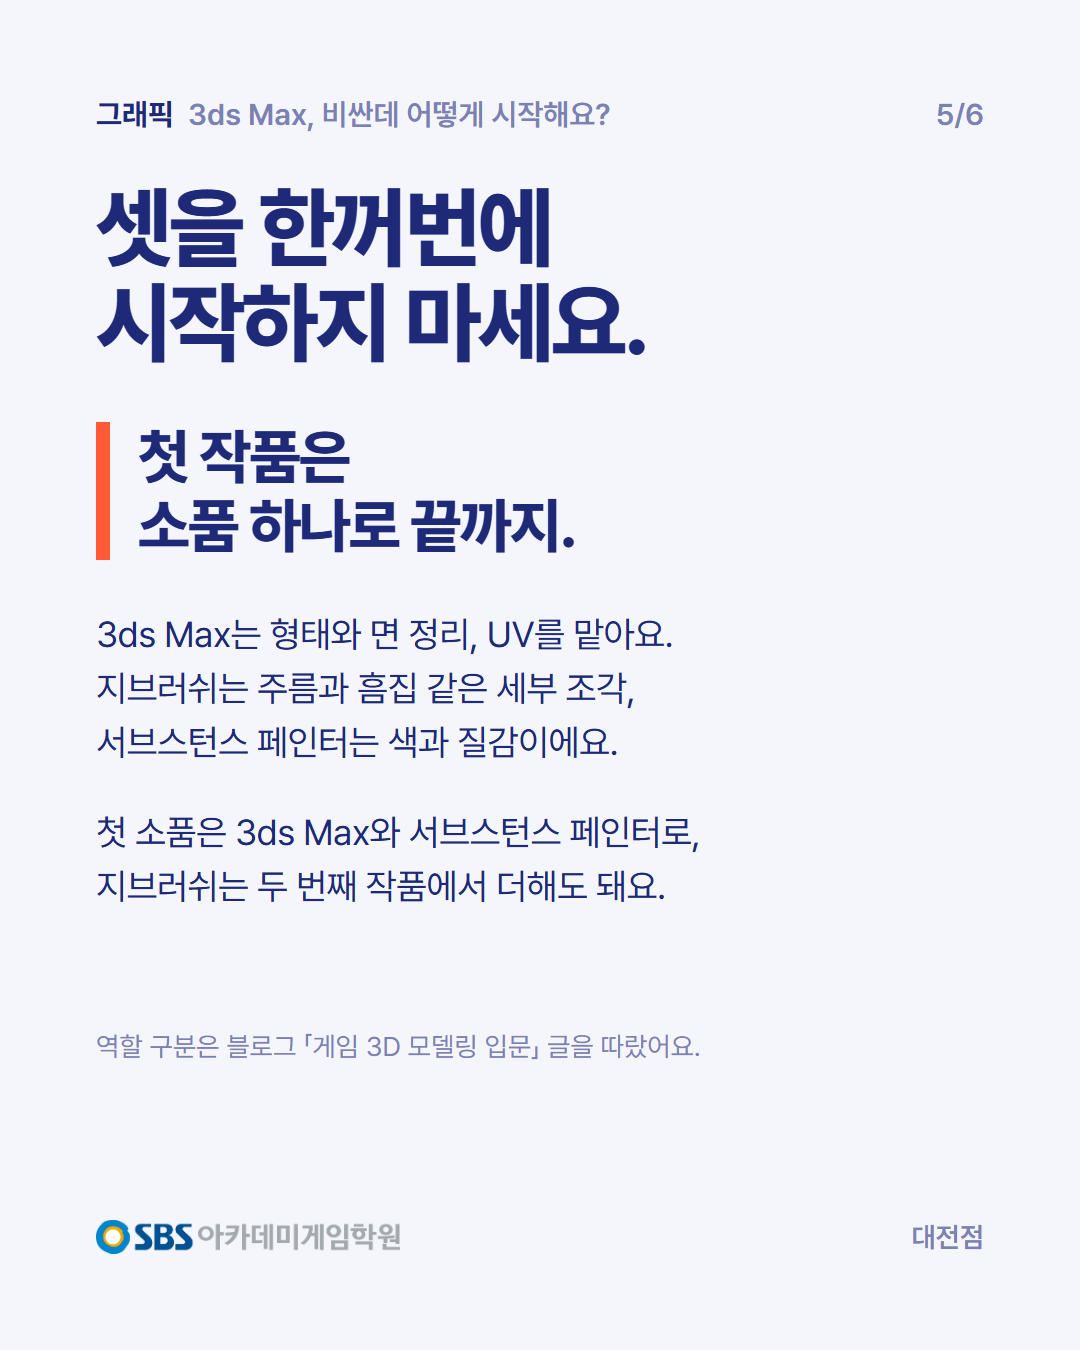 그래픽 3ds Max, 비싼데 어떻게 시작해요? 5/6
셋을 한꺼번에
시작하지 마세요.
첫 작품은
소품 하나로 끝까지.
3ds Max는 형태와 면 정리, UV를 맡아요.
지브러쉬는 주름과 흠집 같은 세부 조각,
서브스턴스 페인터는 색과 질감이에요.
첫 소품은 3ds Max와 서브스턴스 페인터로,
지브러쉬는 두 번째 작품에서 더해도 돼요.
역할 구분은 블로그 「게임 3D 모델링 입문」 글을 따랐어요.
SBS 아카데미게임학원 대전점